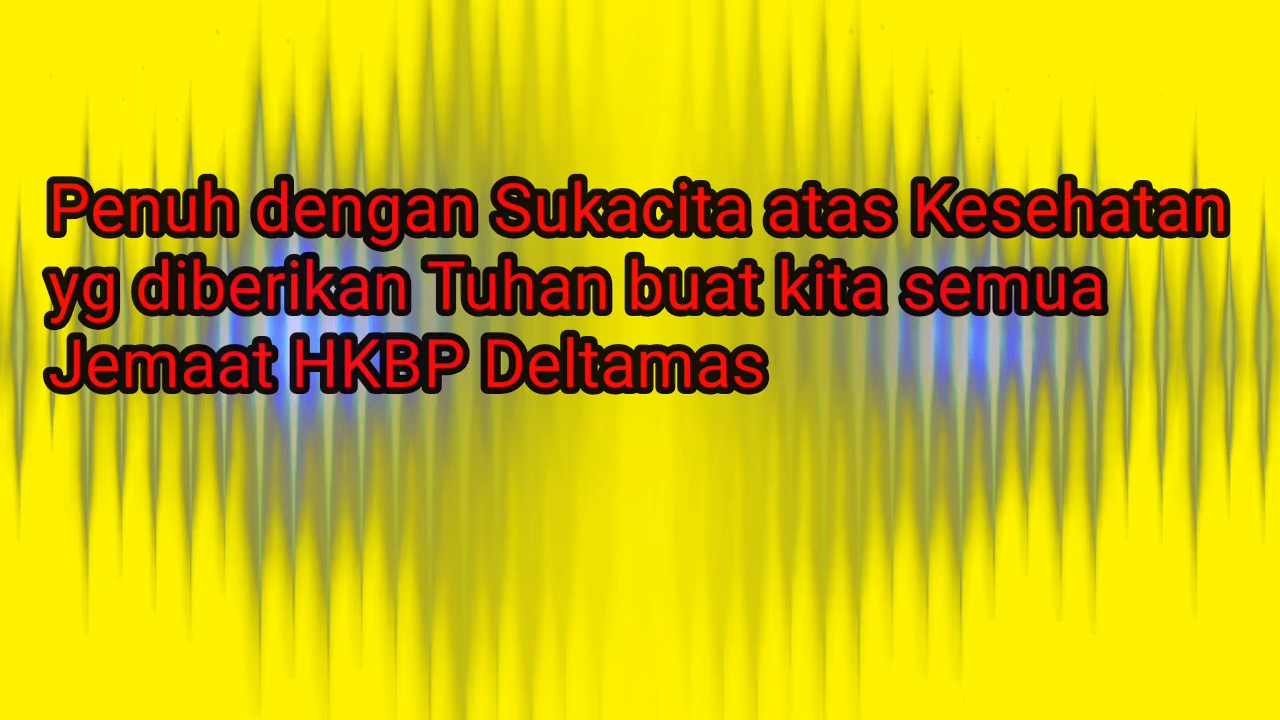 Penuh dengan Sukacita atas Kesehatan
yg diberikan Tuhan buat kita semua
Jemaat HKBP Deltamas